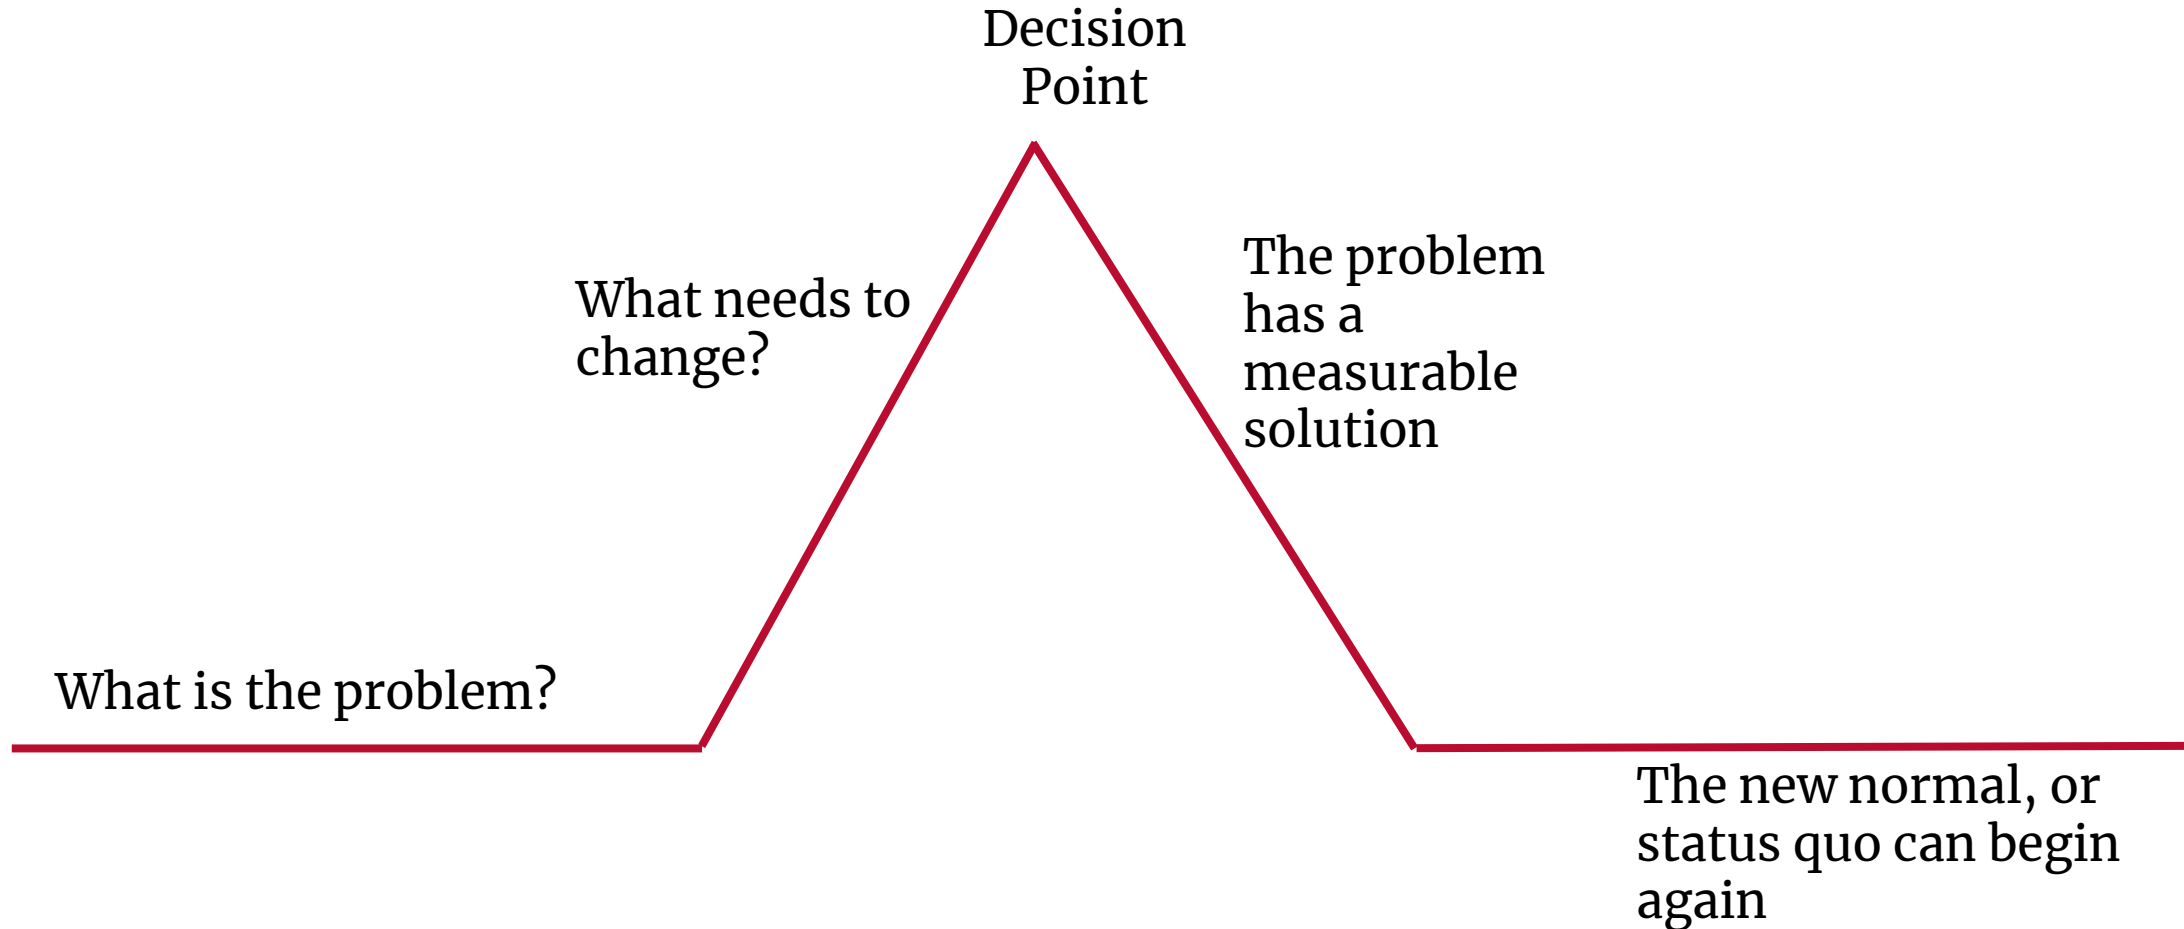 Decision
Point
What needs to
change?
The problem
has a
measurable
solution
What is the problem?
The new normal, or
status quo can begin
again